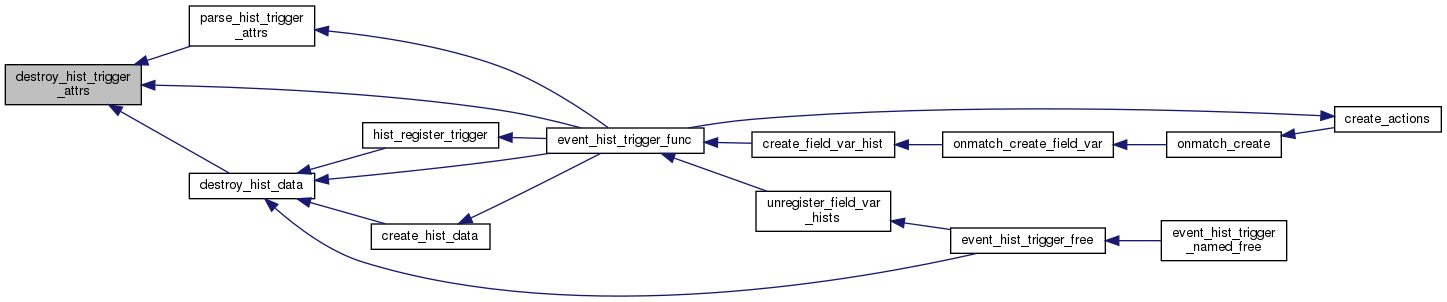 parse_hist_trigger
_attrs
destroy_hist_trigger
_attrs
hist_register_trigger
event_hist_trigger_func
create_actions
create_field_var_hist
onmatch_create_field_var
onmatch_create
destroy_hist_data
unregister_field_var
_hists
create_hist_data
event_hist_trigger_free
event_hist_trigger
_named_free